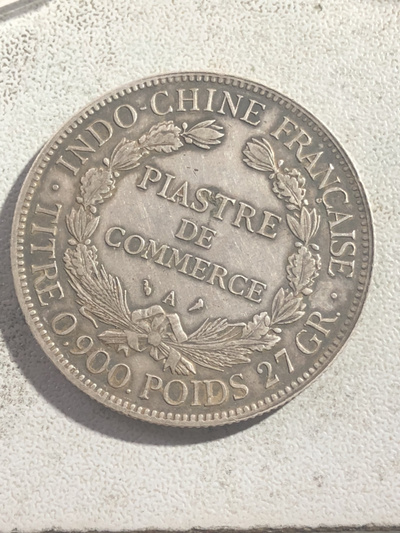 INDO-CHINE FRANÇAISE
PIASTRE
DE
COMMERCE
A
TITRE 0,900. POIDS 27 GR.